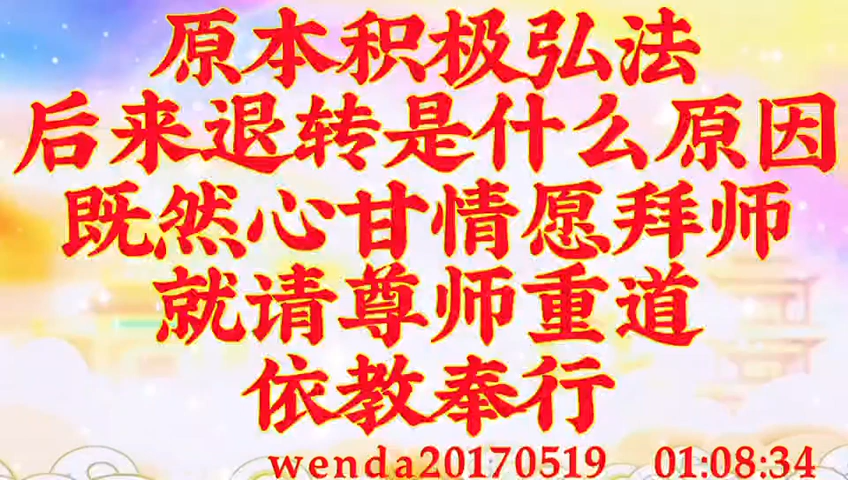 原本积极弘法
后来退转是什么原因
既然心甘情愿拜师
就请尊师重道
依教奉行
wenda20170519 01:08:34